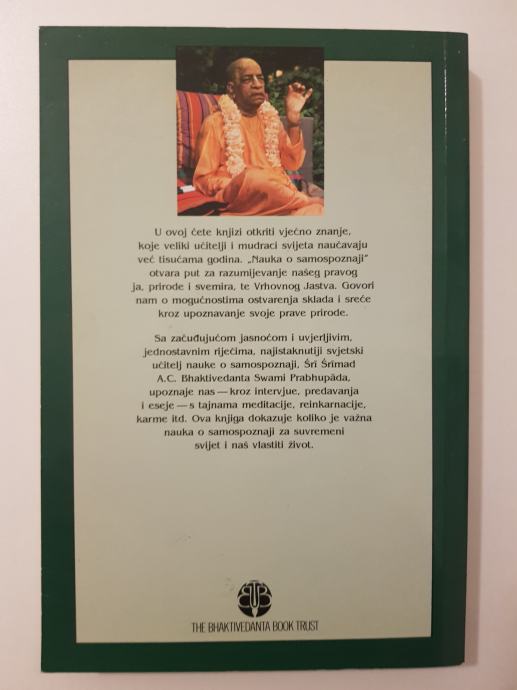 U ovoj ćete knjizi otkriti vječno znanje,
koje veliki učitelji i mudraci svijeta naučavaju
već tisućama godina. „Nauka o samospoznaji"
otvara put za razumijevanje našeg pravog
ja, prirode i svemira, te Vrhovnog Jastva. Govori
nam o mogućnostima ostvarenja sklada i sreće
kroz upoznavanje svoje prave prirode.
Sa začuđujućom jasnoćom i uvjerljivim,
jednostavnim riječima, najistaknutiji svjetski
učitelj nauke o samospoznaji, Śrī Śrīmad
A.C. Bhaktivedanta Swami Prabhupāda,
upoznaje nas — kroz intervjue, predavanja
i eseje — s tajnama meditacije, reinkarnacije,
karme itd. Ova knjiga dokazuje koliko je važna
nauka o samospoznaji za suvremeni
svijet i naš vlastiti život.
BBT
THE BHAKTIVEDANTA BOOK TRUST